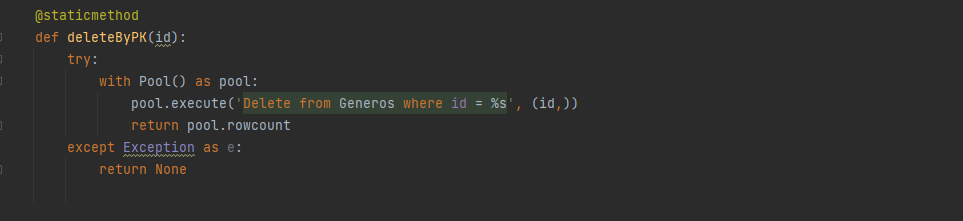 @staticmethod
def deleteByPK(id):
try:
with Pool() as pool:
pool.execute('Delete from Generos where id = %s', (id,))
return pool.rowcount
except Exception as e:
return None